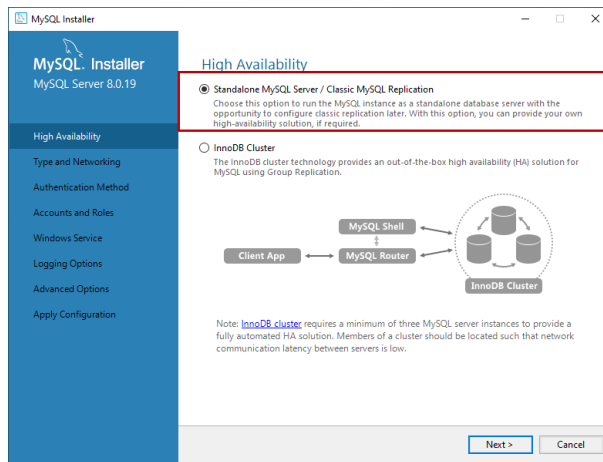 MySQL Installer
MySQL. Installer
MySQL Server 8.0.19
High Availability
Type and Networking
Authentication Method
Accounts and Roles
Windows Service
Logging Options
Advanced Options
Apply Configuration
High Availability
Standalone MySQL Server / Classic MySQL Replication
Choose this option to run the MySQL instance as a standalone database server with the
opportunity to configure classic replication later. With this option, you can provide your own
high-availability solution, if required.
InnoDB Cluster
The InnoDB cluster technology provides an out-of-the-box high availability (HA) solution for
MySQL using Group Replication.
MySQL Shell
Client App
MySQL Router
InnoDB Cluster
Note: InnoDB cluster requires a minimum of three MySQL server instances to provide a
fully automated HA solution. Members of a cluster should be located such that network
communication latency between servers is low.
Next >
Cancel